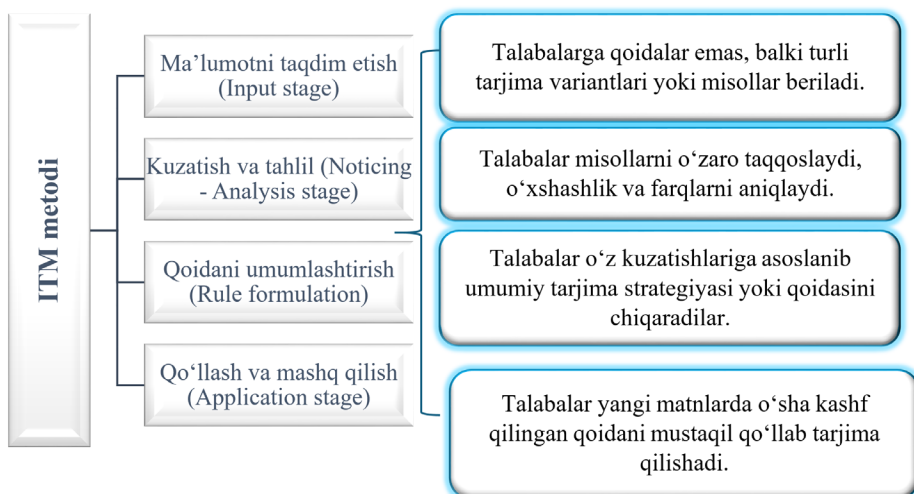 ITM metodi
Ma’lumotni taqdim etish
(Input stage)
Kuzatish va tahlil (Noticing
- Analysis stage)
Qoidani umumlashtirish
(Rule formulation)
Qo‘llash va mashq qilish
(Application stage)
Talabalarga qoidalar emas, balki turli
tarjima variantlari yoki misollar beriladi.
Talabalar misollarni o‘zaro taqqoslaydi,
o‘xshashlik va farqlarni aniqlaydi.
Talabalar o‘z kuzatishlariga asoslanib
umumiy tarjima strategiyasi yoki qoidasini
chiqaradilar.
Talabalar yangi matnlarda o‘sha kashf
qilingan qoidani mustaqil qo‘llab tarjima
qilishadi.